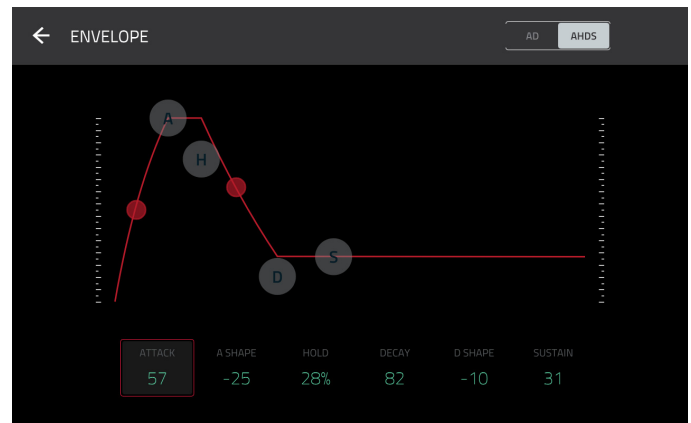 ENVELOPE
AD AHDS
A
H
S
D
ATTACK A SHAPE HOLD DECAY D SHAPE SUSTAIN
57 -25 28% 82 -10 31